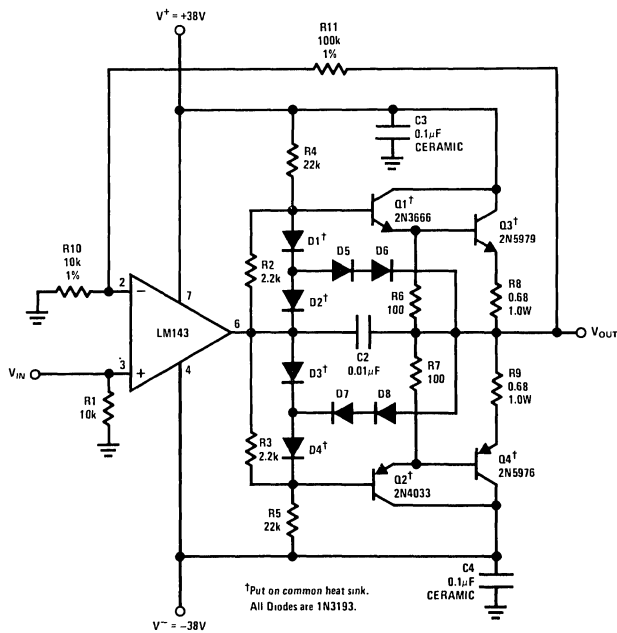 V⁺ = +38V
R11
100k
1%
C3
0.1μF
CERAMIC
R4
22k
Q1†
2N3666
Q3†
2N5979
R10
10k
1%
R2
2.2k
D1†
D5
D6
R6
100
R8
0.68
1.0W
2
7
D2†
LM143
6
VOUT
3
4
C2
0.01μF
R7
100
VIN
R1
10k
D3†
D7
D8
R9
0.68
1.0W
R3
2.2k
D4†
Q2†
2N4033
Q4†
2N5976
R5
22k
†Put on common heat sink.
All Diodes are 1N3193.
C4
0.1μF
CERAMIC
V⁻ = −38V